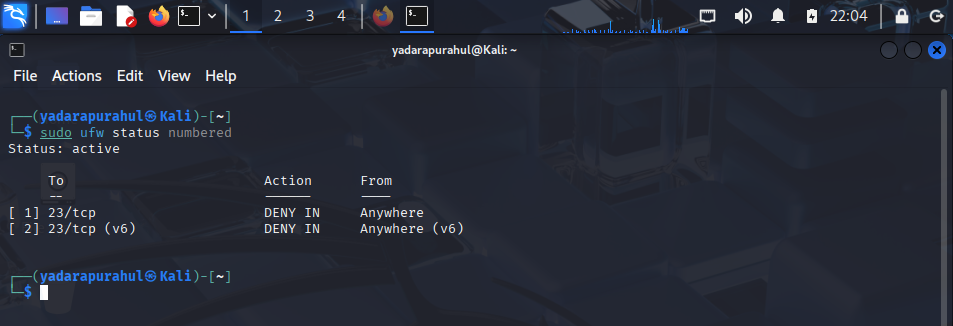 1 2 3 4 22:04
yadarapurahul@Kali: ~
File Actions Edit View Help
┌──(yadarapurahul㉿Kali)-[~]
└─$ sudo ufw status numbered
Status: active
     To                         Action      From
     --                         ------      ----
[ 1] 23/tcp                     DENY IN     Anywhere
[ 2] 23/tcp (v6)                DENY IN     Anywhere (v6)
┌──(yadarapurahul㉿Kali)-[~]
└─$